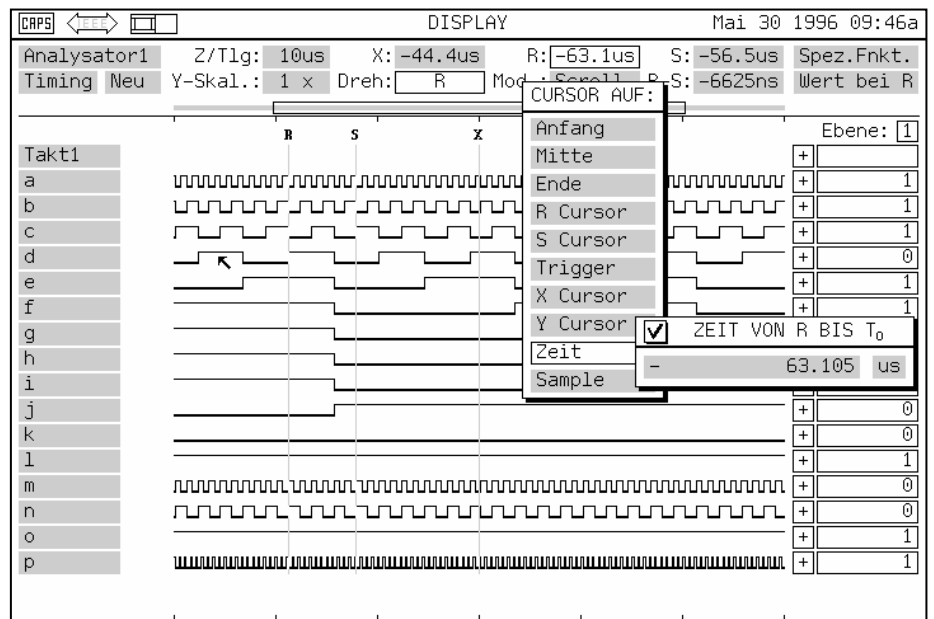 CAPS IEEE DISPLAY Mai 30 1996 09:46a
Analysator1 Z/Tlg: 10us X: -44.4us R: -63.1us S: -56.5us Spez.Fnkt.
Timing Neu Y-Skal.: 1 x Dreh: R Mod : Scroll R-S: -6625ns Wert bei R
CURSOR AUF:
Anfang
Mitte
Ende
R Cursor
S Cursor
Trigger
X Cursor
Y Cursor
Zeit
Sample
ZEIT VON R BIS T₀
- 63.105 us
R S X Ebene: 1
Takt1 +
a + 1
b + 1
c + 1
d + 0
e + 1
f + 1
g
h
i
j + 0
k + 0
l + 1
m + 0
n + 0
o + 1
p + 1